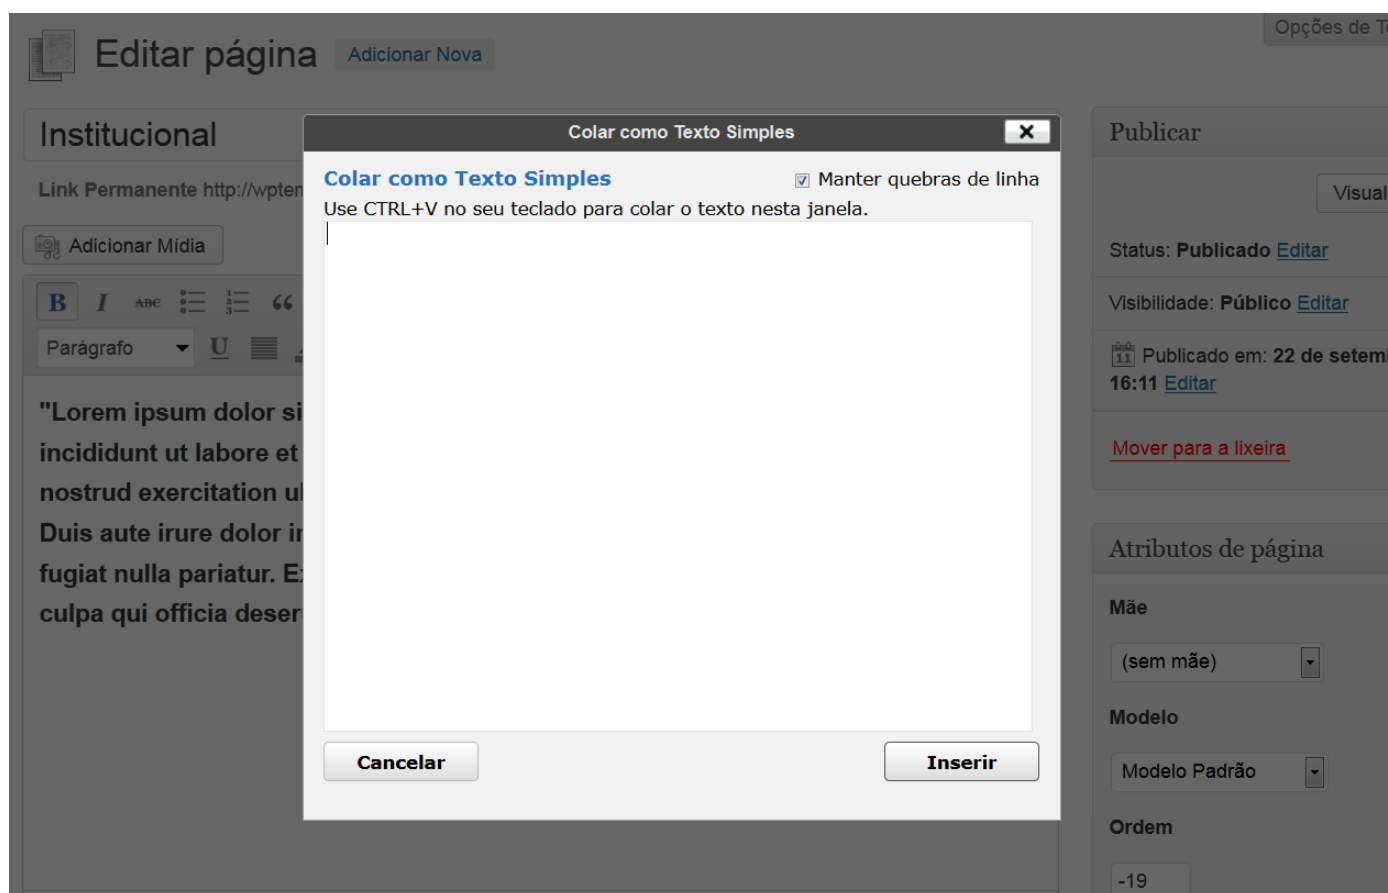 Opções de
Editar página
Adicionar Nova
Institucional
Link Permanente http://wpten
Adicionar Mídia
B I ABC
Parágrafo U
"Lorem ipsum dolor si
incididunt ut labore et
nostrud exercitation ul
Duis aute irure dolor in
fugiat nulla pariatur.
culpa qui officia deser
Colar como Texto Simples
Colar como Texto Simples
Manter quebras de linha
Use CTRL+V no seu teclado para colar o texto nesta janela.
Cancelar
Inserir
Publicar
Visual
Status: Publicado Editar
Visibilidade: Público Editar
11 Publicado em: 22 de setem
16:11 Editar
Mover para a lixeira
Atributos de página
Mãe
(sem mãe)
Modelo
Modelo Padrão
Ordem
-19